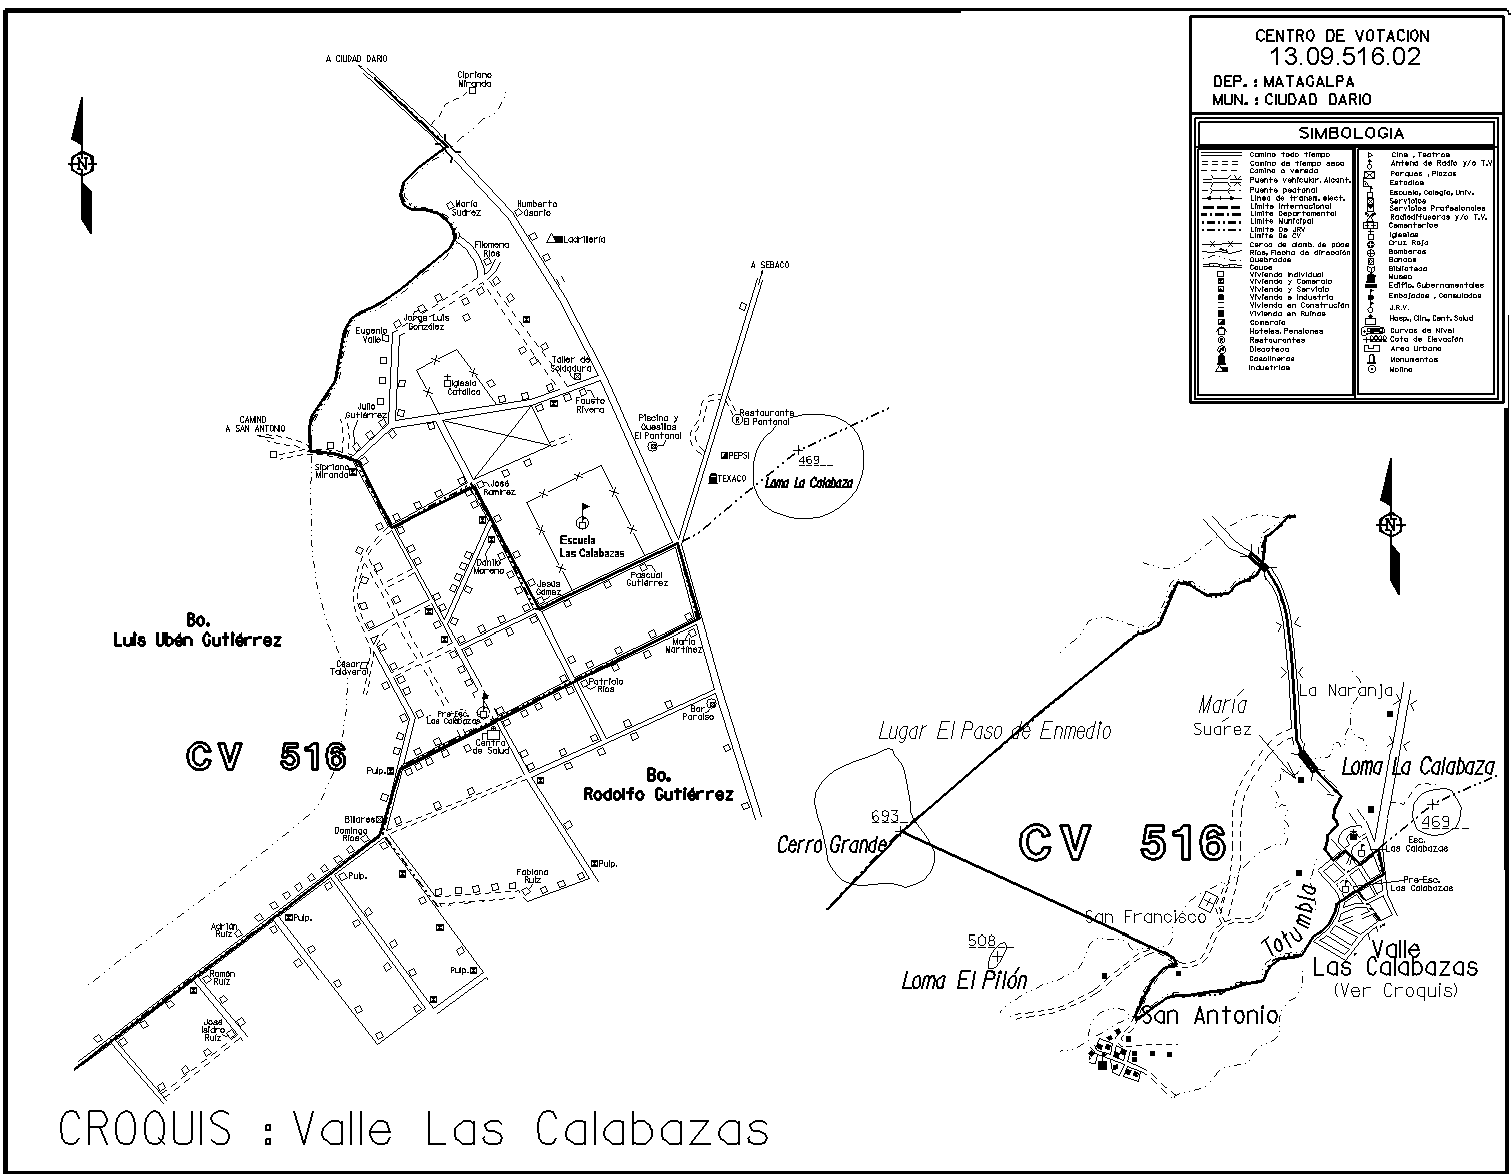 CENTRO DE VOTACION
13.09.516.02
DEP. : MATAGALPA
MUN. : CIUDAD DARIO
SIMBOLOGIA
Camino todo tiempo
Camino de tiempo seco
Camino o vereda
Puente vehicular. Alcant.
Puente peatonal
Linea de transm. elect.
Limite Internacional
Limite Departamental
Limite Municipal
Limite De JRV
Limite De CV
Cerca de alamb. de puas
Rios, Flecha de dirección
Quebradas
Cauce
Vivienda Individual
Vivienda y Comercio
Vivienda y Servicio
Vivienda e Industria
Vivienda en Construción
Vivienda en Ruinas
Comercio
Hoteles, Pensiones
Restaurantes
Discoteca
Gasolineras
Industrias
Cine , Teatros
Antena de Radio y/o T.V
Parques , Plazas
Estadios
Escuela, Colegio, Univ.
Servicios
Servicios Profesionales
Radiodifusoras y/o T.V.
Cementerios
Iglesias
Cruz Roja
Bomberos
Bancos
Biblioteca
Museo
Edific. Gubernamentales
Embajadas , Consulados
J.R.V.
Hosp., Clin., Cent. Salud
Curvas de Nivel
Cota de Elevación
Area Urbana
Monumentos
Molino
A CIUDAD DARIO
Cipriano
Miranda
N
María
Suárez
Humberto
Osario
Ladrillería
Filomena
Ríos
A SEBACO
Jorge Luis
González
Eugenio
Valle
Taller de
Soldadura
Iglesia
Católica
Julio
Gutiérrez
Fausto
Rivera
CAMINO
A SAN ANTONIO
Piscina y
Quesillos
El Pantanal
Restaurante
El Pantanal
PEPSI
TEXACO
469
Loma La Calabaza
Sipriano
Miranda
José
Ramírez
Escuela
Las Calabazas
Danilo
Moreno
Jesús
Gómez
Pascual
Gutiérrez
Bo.
Luis Ubén Gutiérrez
César
Talavera
María
Martínez
Patricio
Ríos
Pre-Esc.
Las Calabazas
Bar
Paraíso
Centro
de Salud
CV 516
Pulp.
Bo.
Rodolfo Gutiérrez
Billares
Domingo
Ríos
Pulp.
Fabiana
Ruiz
Pulp.
Pulp.
Adrián
Ruíz
Ramón
Ruíz
Pulp.
José
Isidro
Ruíz
N
La Naranja
María
Suárez
Lugar El Paso de Enmedio
Loma La Calabaza
469
693
Cerro Grande
CV 516
Esc.
Las Calabazas
Pre-Esc.
Las Calabazas
San Francisco
Totumbla
508
Loma El Pilón
Valle
Las Calabazas
(Ver Croquis)
San Antonio
CROQUIS : Valle Las Calabazas